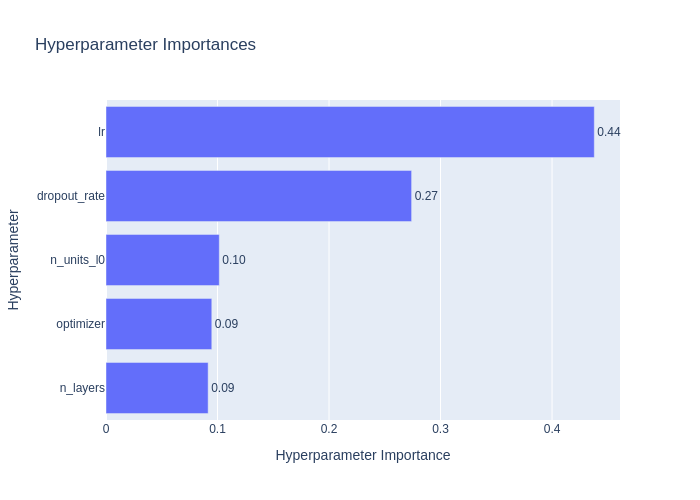 Hyperparameter Importances
Hyperparameter
lr
0.44
dropout_rate
0.27
n_units_l0
0.10
optimizer
0.09
n_layers
0.09
0
0.1
0.2
0.3
0.4
Hyperparameter Importance